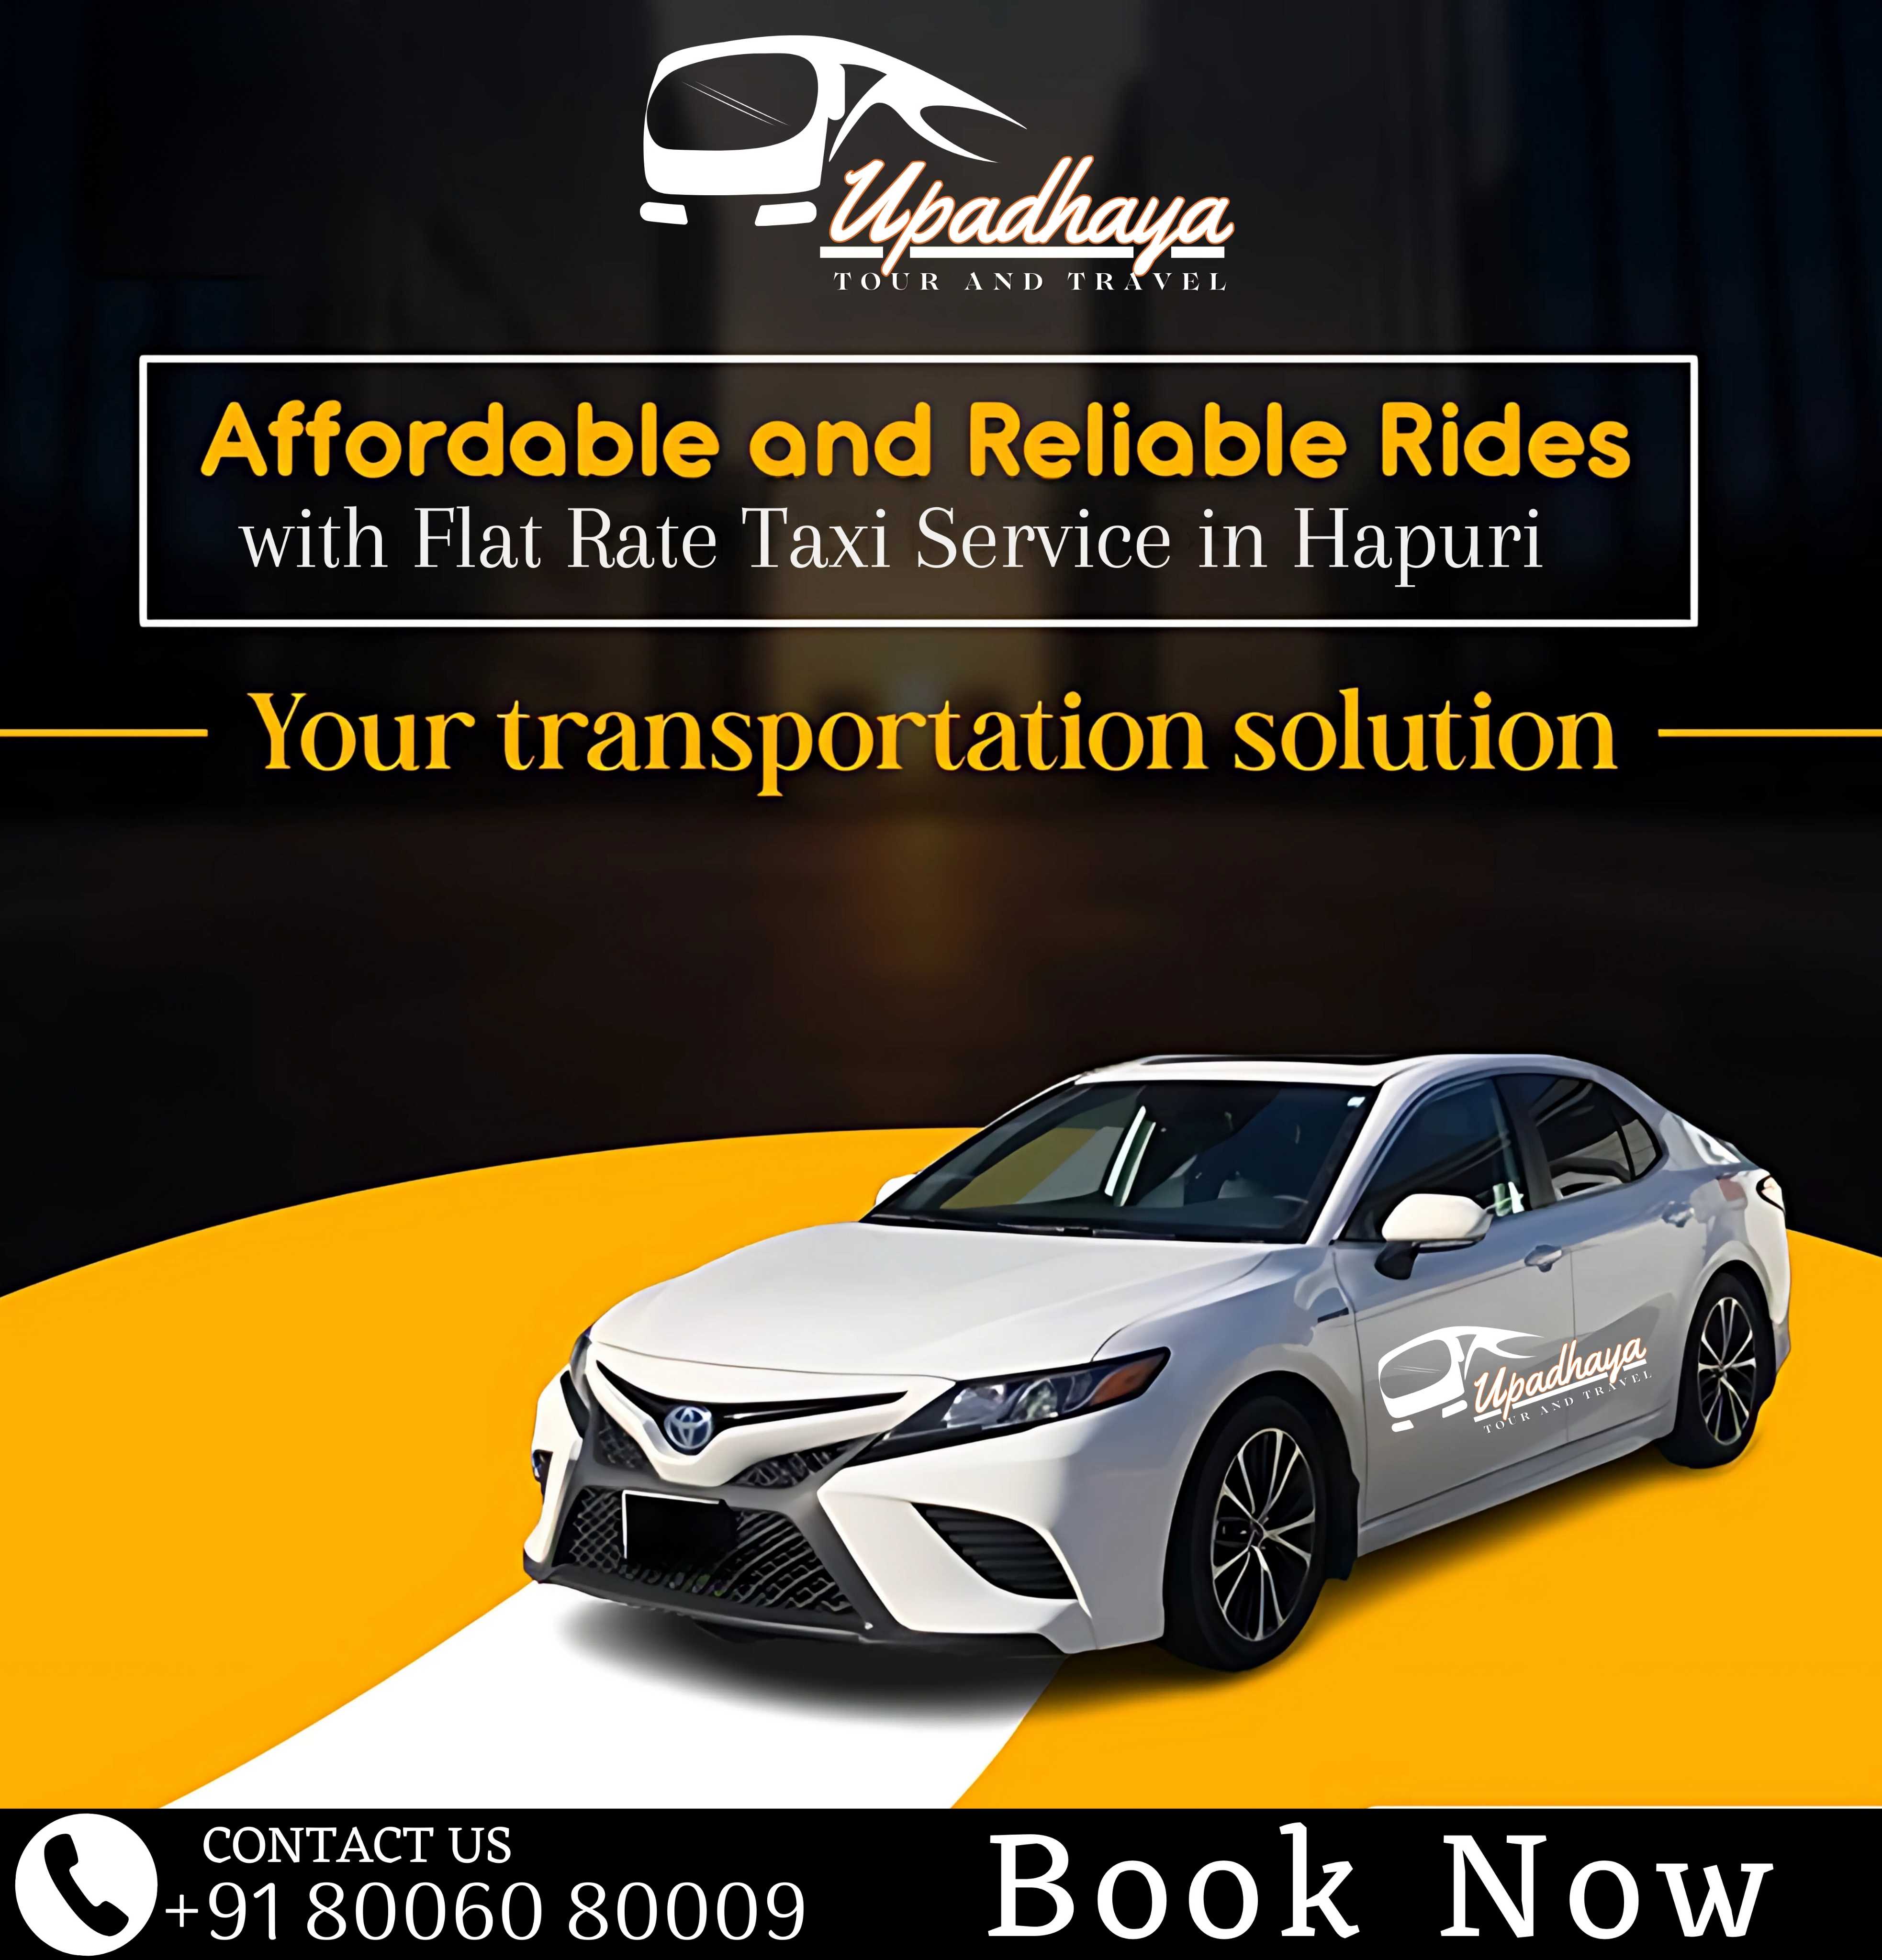 Upadhaya
TOUR AND TRAVEL
Affordable and Reliable Rides
with Flat Rate Taxi Service in Hapuri
Your transportation solution
Upadhaya
TOUR AND TRAVEL
CONTACT US
+91 80060 80009
Book Now